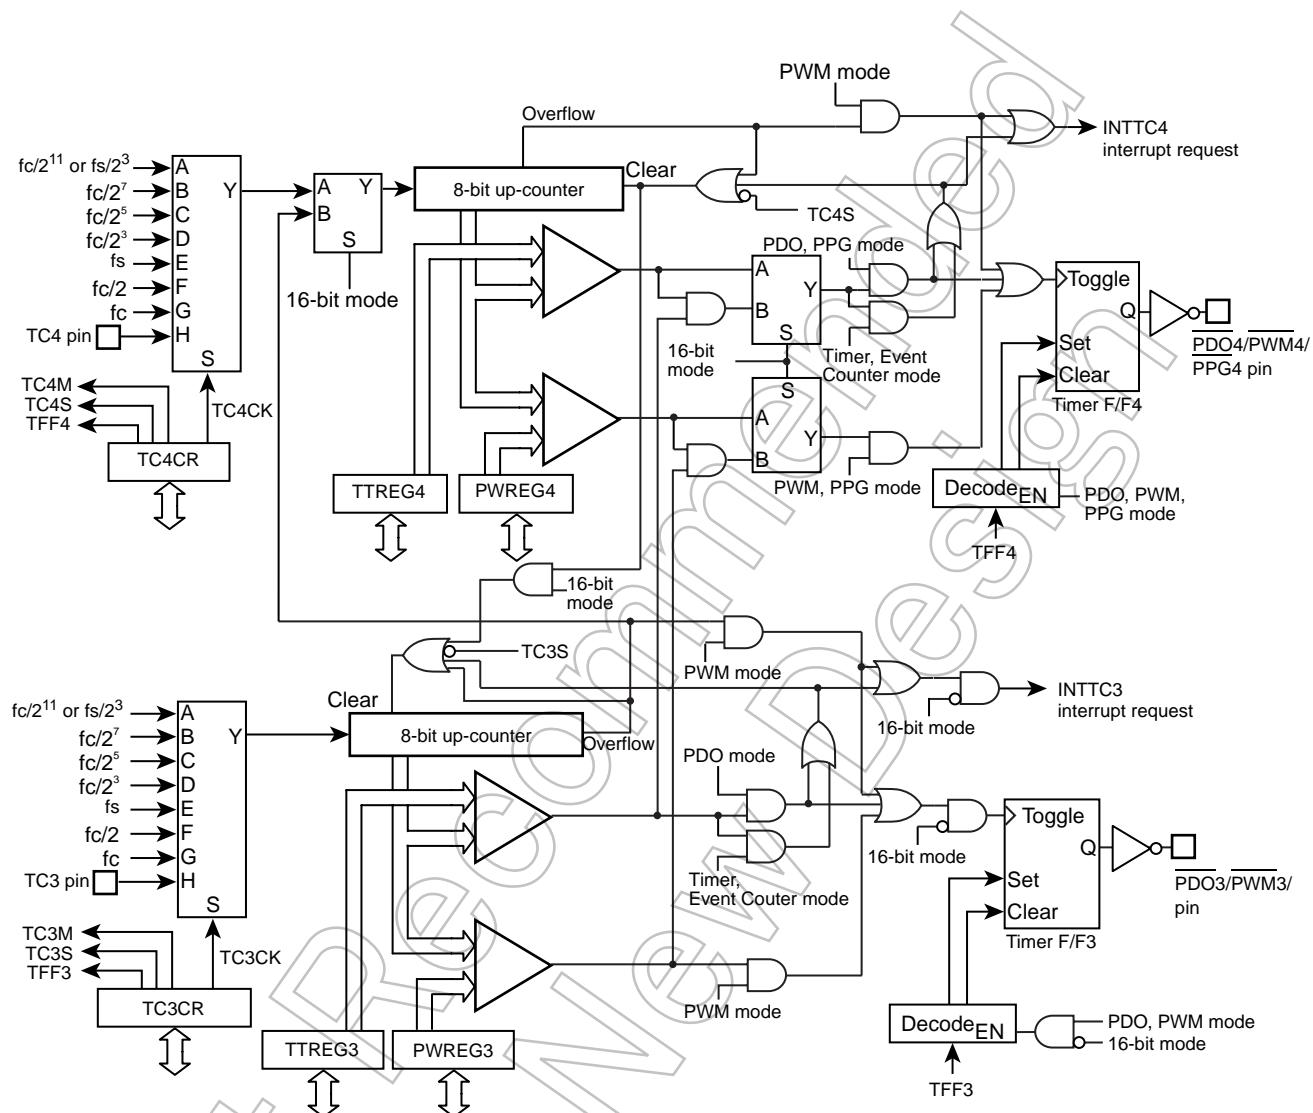 PWM mode
Overflow
INTTC4
interrupt request
fc/2¹¹ or fs/2³
fc/2⁷
fc/2⁵
fc/2³
fs
fc/2
fc
TC4 pin
A
B
C
D
E
F
G
H
Y
S
A
B
Y
S
16-bit mode
8-bit up-counter
Clear
TC4S
PDO, PPG mode
A
B
Y
S
16-bit
mode
Timer, Event
Counter mode
Toggle
Q
Set
Clear
Timer F/F4
PDO4/PWM4/
PPG4 pin
TC4M
TC4S
TFF4
TC4CK
TC4CR
TTREG4
PWREG4
S
A
B
Y
PWM, PPG mode
Decode EN
PDO, PWM,
PPG mode
TFF4
16-bit
mode
TC3S
PWM mode
INTTC3
interrupt request
16-bit mode
Clear
fc/2¹¹ or fs/2³
fc/2⁷
fc/2⁵
fc/2³
fs
fc/2
fc
TC3 pin
A
B
C
D
E
F
G
H
Y
S
8-bit up-counter
Overflow
PDO mode
Timer,
Event Couter mode
16-bit mode
Toggle
Q
Set
Clear
Timer F/F3
PDO3/PWM3/
pin
TC3M
TC3S
TFF3
TC3CK
TC3CR
TTREG3
PWREG3
PWM mode
Decode EN
PDO, PWM mode
16-bit mode
TFF3
Recommended
New Design